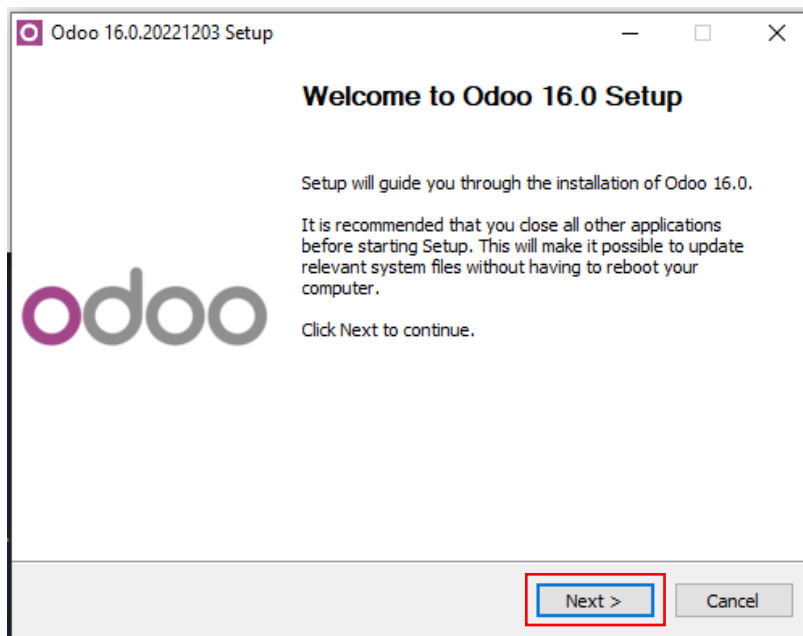 Odoo 16.0.20221203 Setup
Welcome to Odoo 16.0 Setup
Setup will guide you through the installation of Odoo 16.0.
It is recommended that you close all other applications
before starting Setup. This will make it possible to update
relevant system files without having to reboot your
computer.
Click Next to continue.
odoo
Next >
Cancel